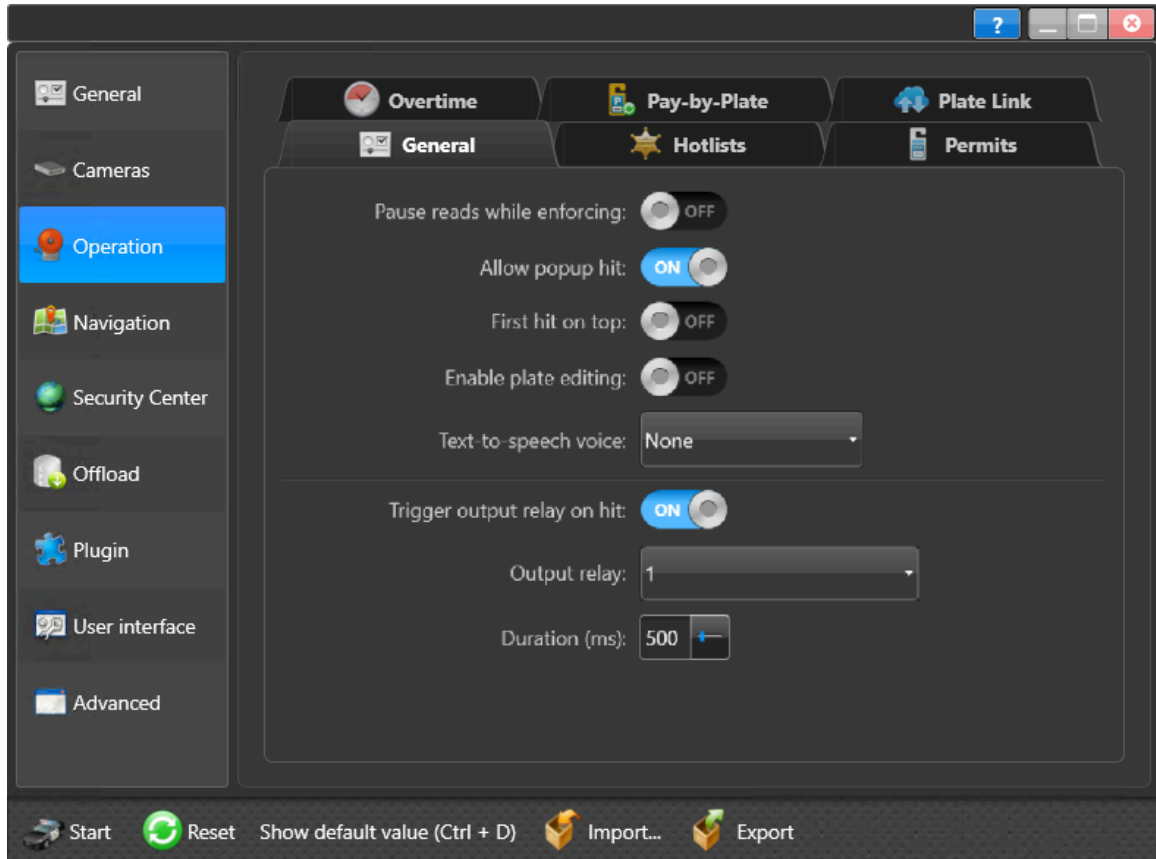 ?
General
Cameras
Operation
Navigation
Security Center
Offload
Plugin
User interface
Advanced
Overtime Pay-by-Plate Plate Link
General Hotlists Permits
Pause reads while enforcing: OFF
Allow popup hit: ON
First hit on top: OFF
Enable plate editing: OFF
Text-to-speech voice: None
Trigger output relay on hit: ON
Output relay: 1
Duration (ms): 500
Start Reset Show default value (Ctrl + D) Import... Export